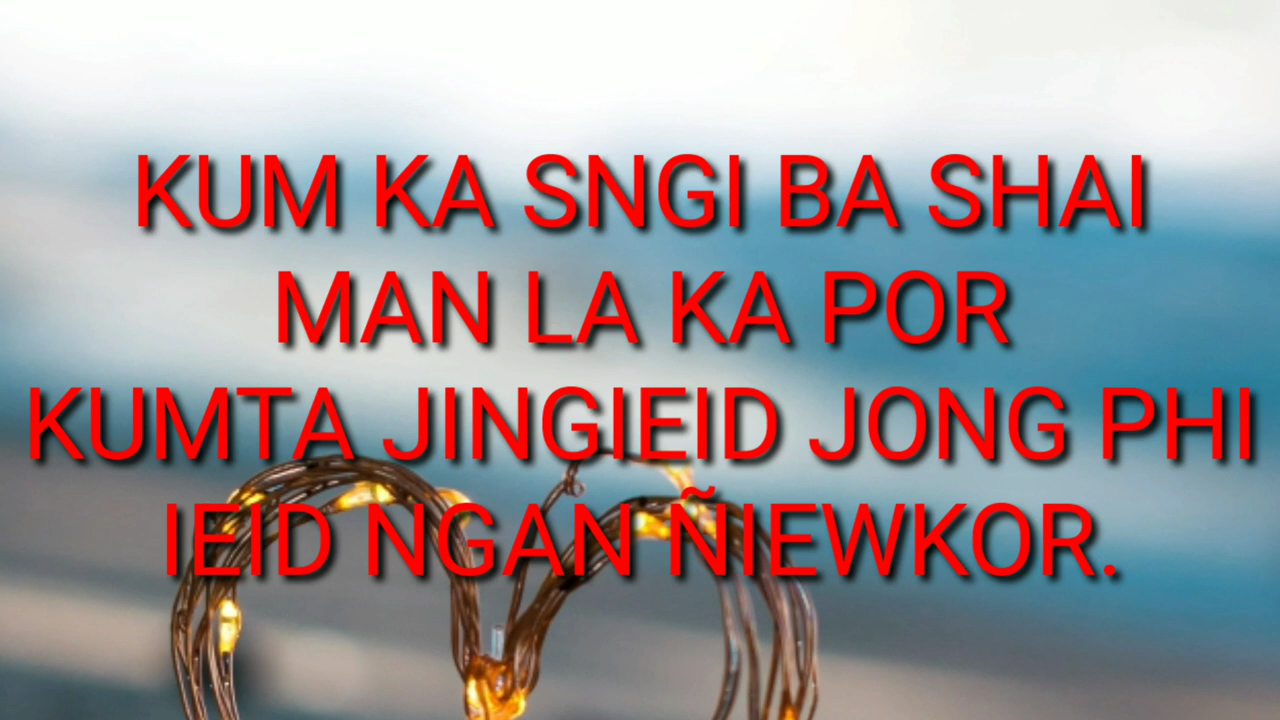 KUM KA SNGI BA SHAI
MAN LA KA POR
KUMTA JINGIEID JONG PHI
IEID NGAN ÑIEWKOR.